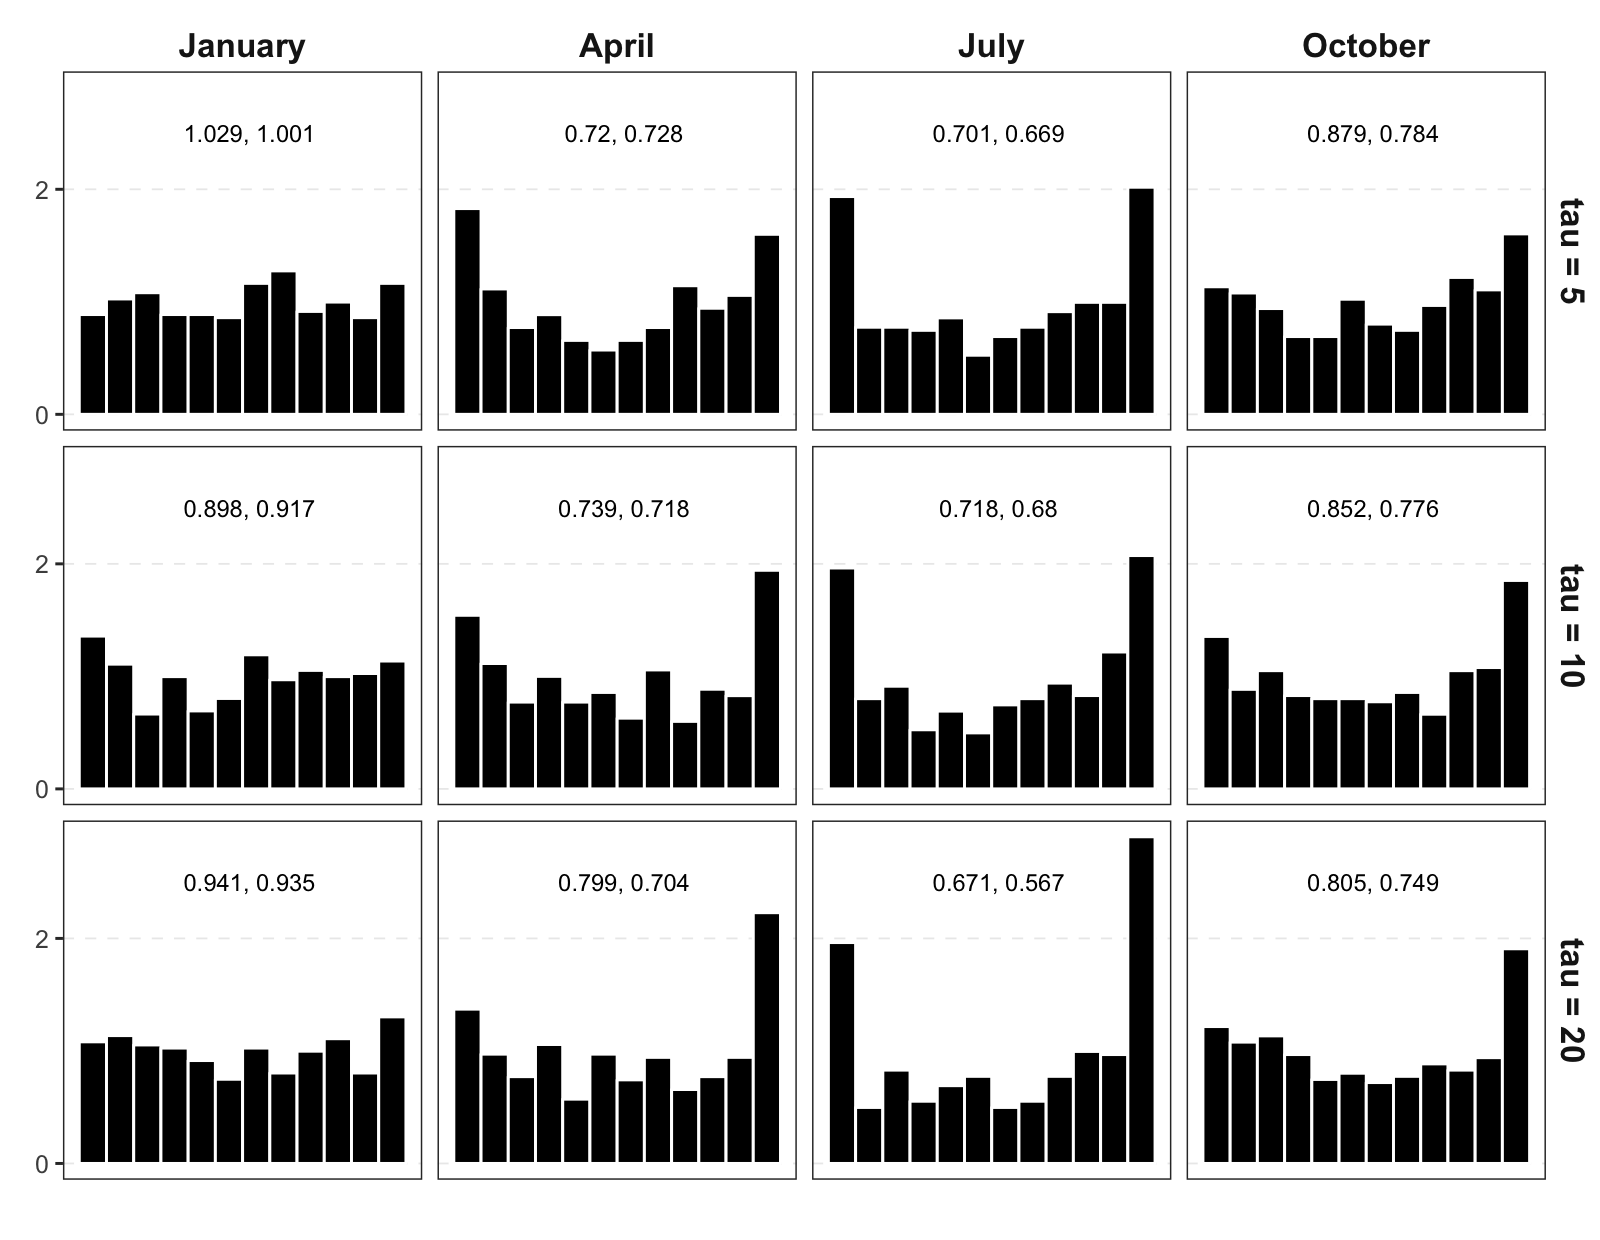 January April July October
1.029, 1.001 0.72, 0.728 0.701, 0.669 0.879, 0.784
2
0
tau = 5
0.898, 0.917 0.739, 0.718 0.718, 0.68 0.852, 0.776
2
0
tau = 10
0.941, 0.935 0.799, 0.704 0.671, 0.567 0.805, 0.749
2
0
tau = 20